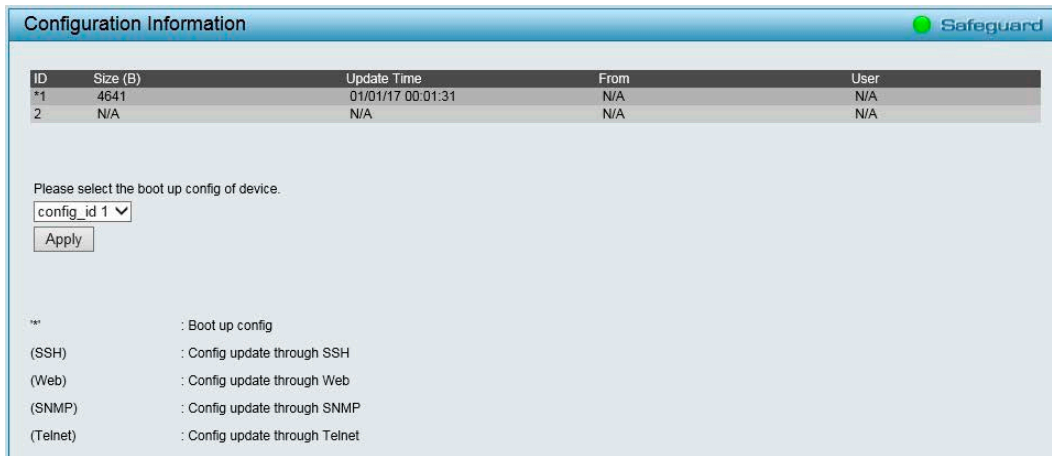 Configuration Information Safeguard
ID Size (B) Update Time From User
*1 4641 01/01/17 00:01:31 N/A N/A
2 N/A N/A N/A N/A
Please select the boot up config of device.
config_id 1
Apply
'*' : Boot up config
(SSH) : Config update through SSH
(Web) : Config update through Web
(SNMP) : Config update through SNMP
(Telnet) : Config update through Telnet